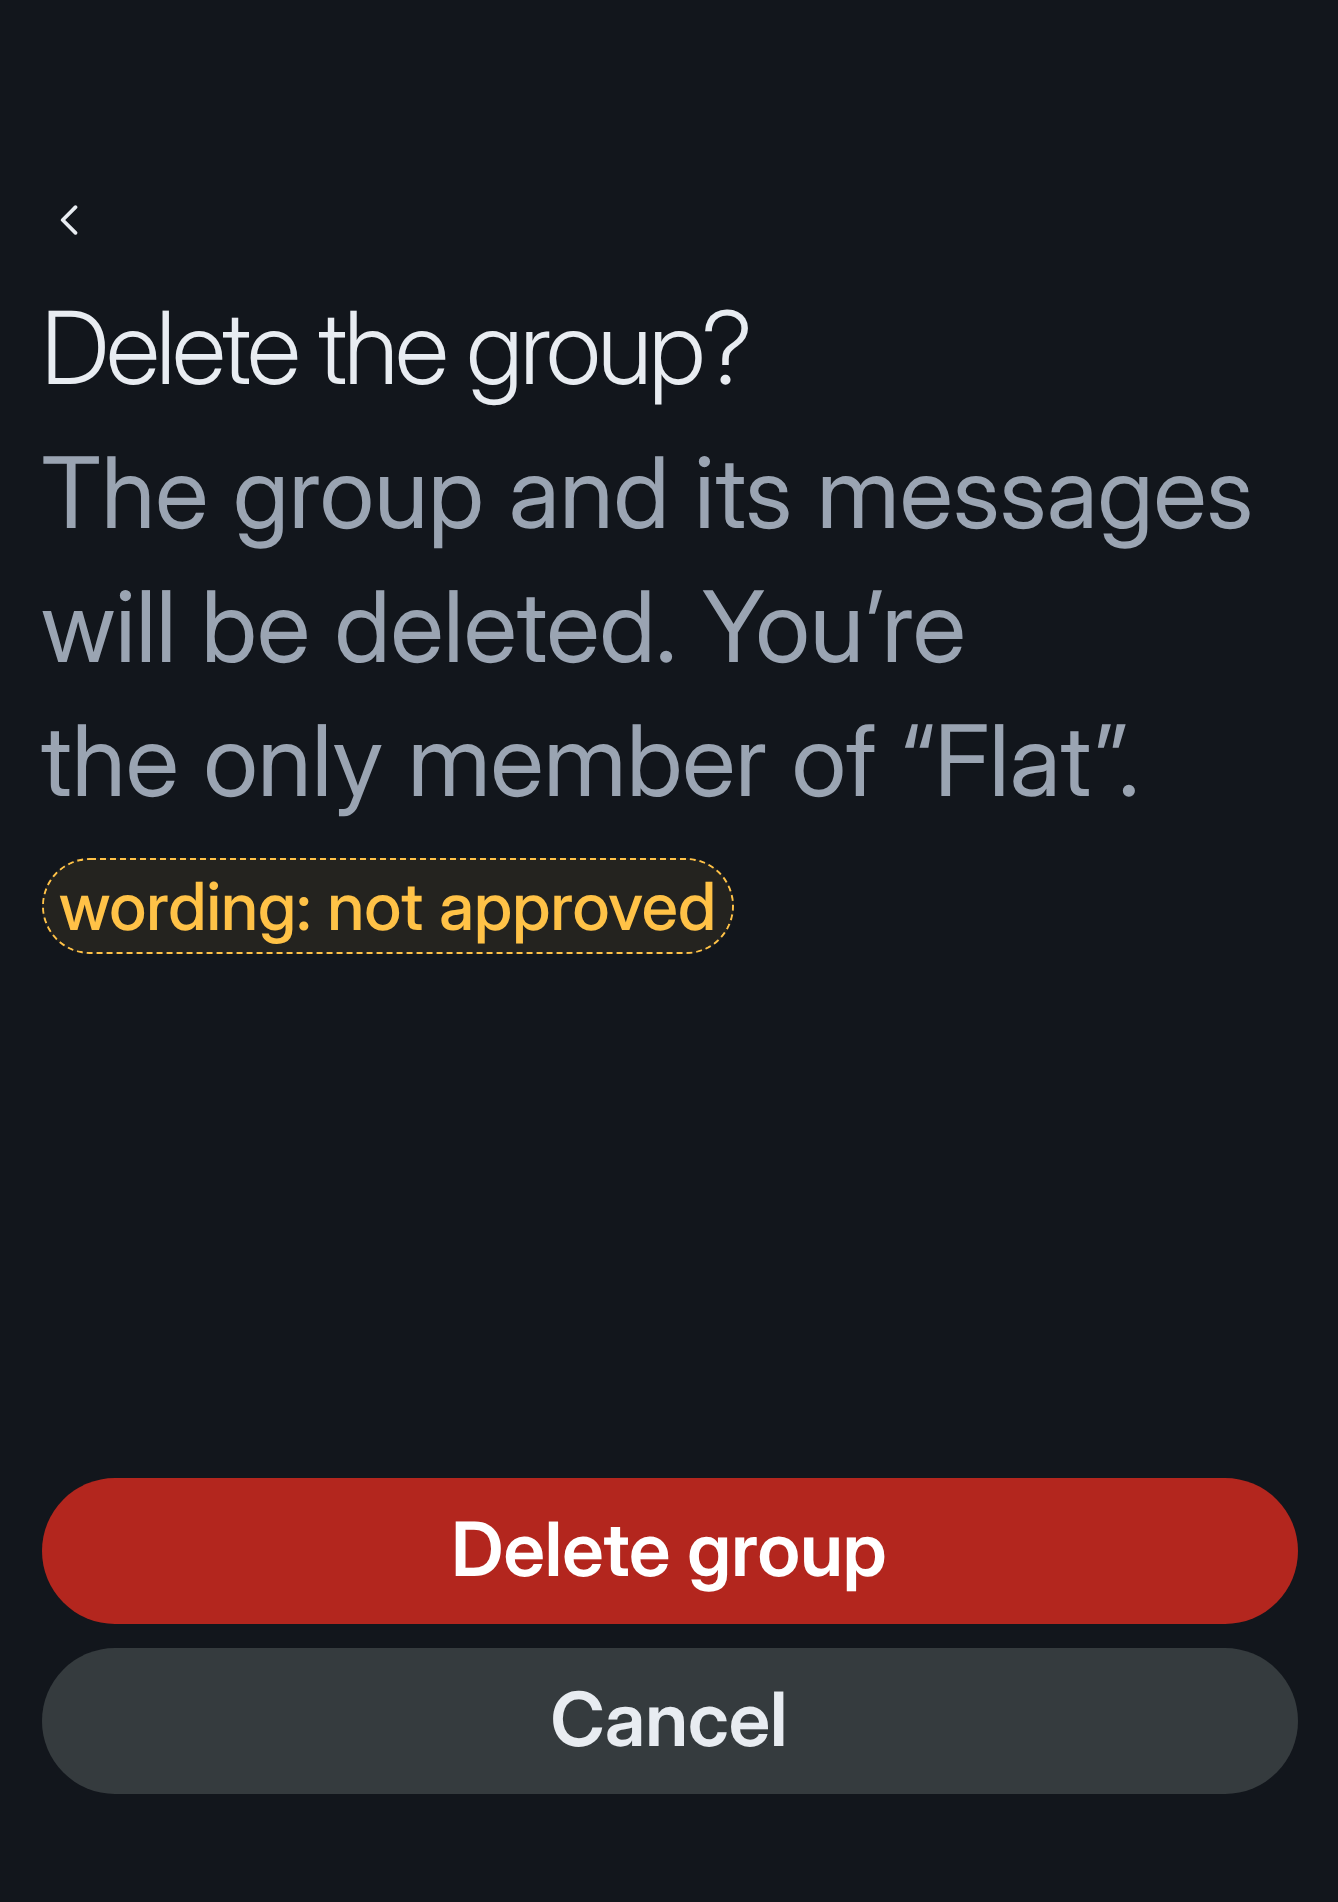 Delete the group?
The group and its messages
will be deleted. You’re
the only member of “Flat”.
wording: not approved
Delete group
Cancel